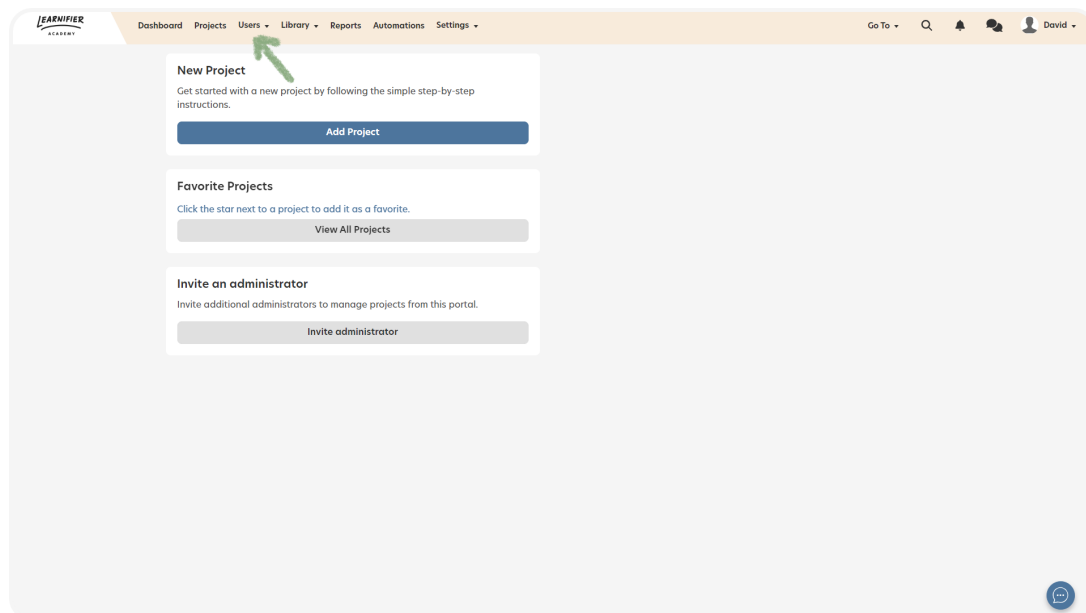 LEARNIFIER
ACADEMY
Dashboard Projects Users Library Reports Automations Settings Go To David
New Project
Get started with a new project by following the simple step-by-step
instructions.
Add Project
Favorite Projects
Click the star next to a project to add it as a favorite.
View All Projects
Invite an administrator
Invite additional administrators to manage projects from this portal.
Invite administrator